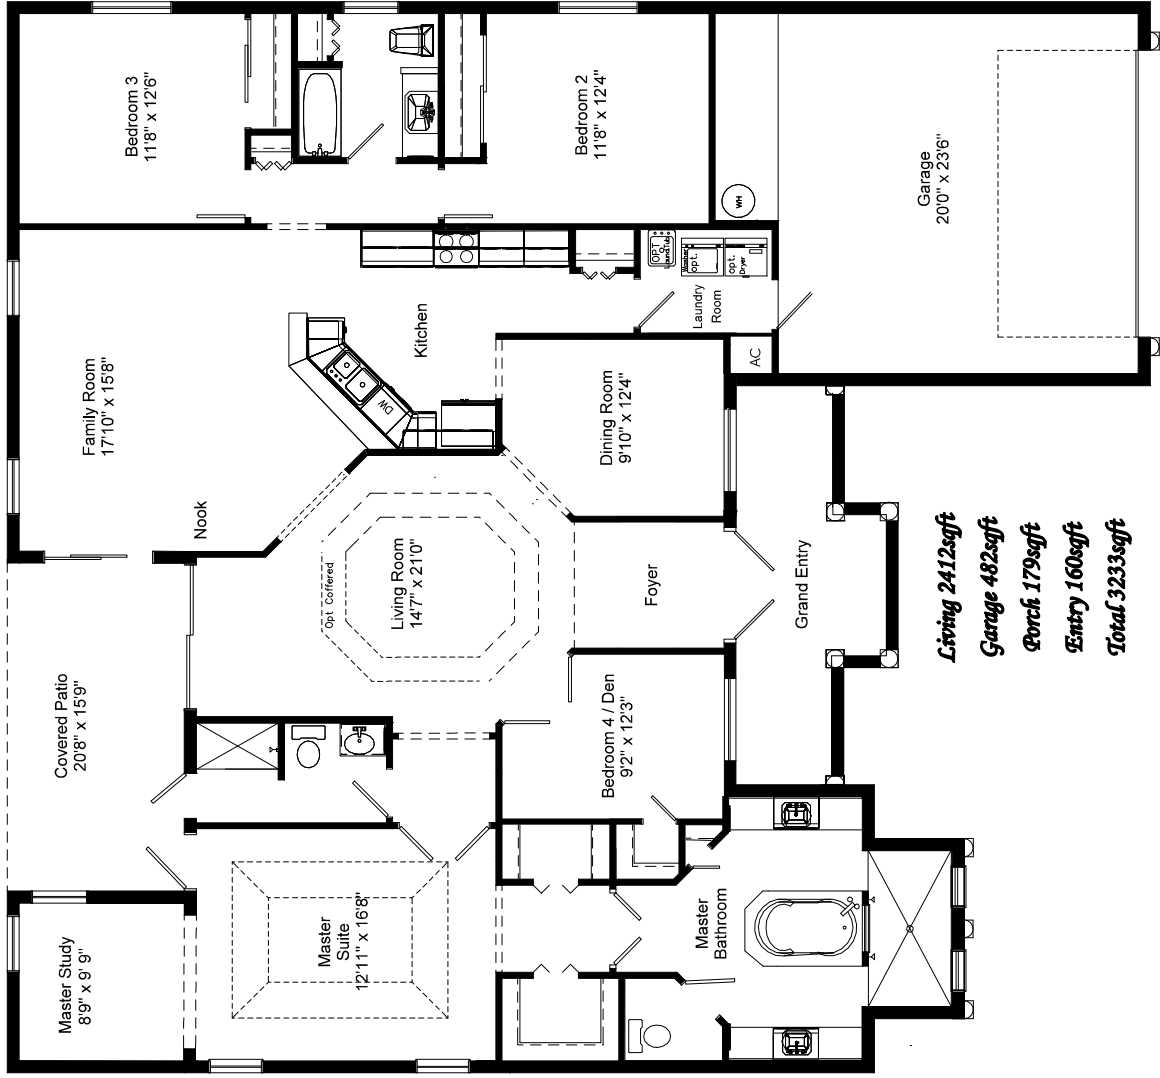 Bedroom 3
11'8" x 12'6"
Bedroom 2
11'8" x 12'4"
Garage
20'0" x 23'6"
WH
OPT
Laund.Tub
Washer
opt.
opt.
Dryer
Laundry
Room
AC
Kitchen
DW
Family Room
17'10" x 15'8"
Nook
Dining Room
9'10" x 12'4"
Living Room
14'7" x 21'0"
Opt Coffered
Foyer
Grand Entry
Covered Patio
20'8" x 15'9"
Bedroom 4 / Den
9'2" x 12'3"
Master
Suite
12'11" x 16'8"
Master Study
8'9" x 9' 9"
Master
Bathroom
Living 2412sqft
Garage 482sqft
Porch 179sqft
Entry 160sqft
Total 3233sqft